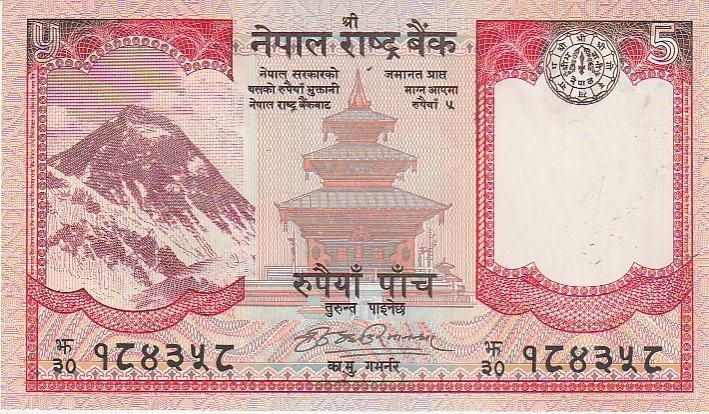 श्री
नेपाल राष्ट्र बैंक
५
5
नेपाल सरकारको जमानत प्राप्त
यसको रुपैयाँ भुक्तानी माग्न आएमा
नेपाल राष्ट्र बैंकबाट रुपैयाँ ५
रुपैयाँ पाँच
तुरुन्त पाइनेछ
का.मु. गभर्नर
झ
३० १८४३५८
झ
३० १८४३५८